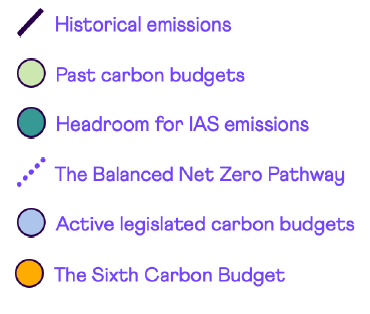 Historical emissions
Past carbon budgets
Headroom for IAS emissions
The Balanced Net Zero Pathway
Active legislated carbon budgets
The Sixth Carbon Budget